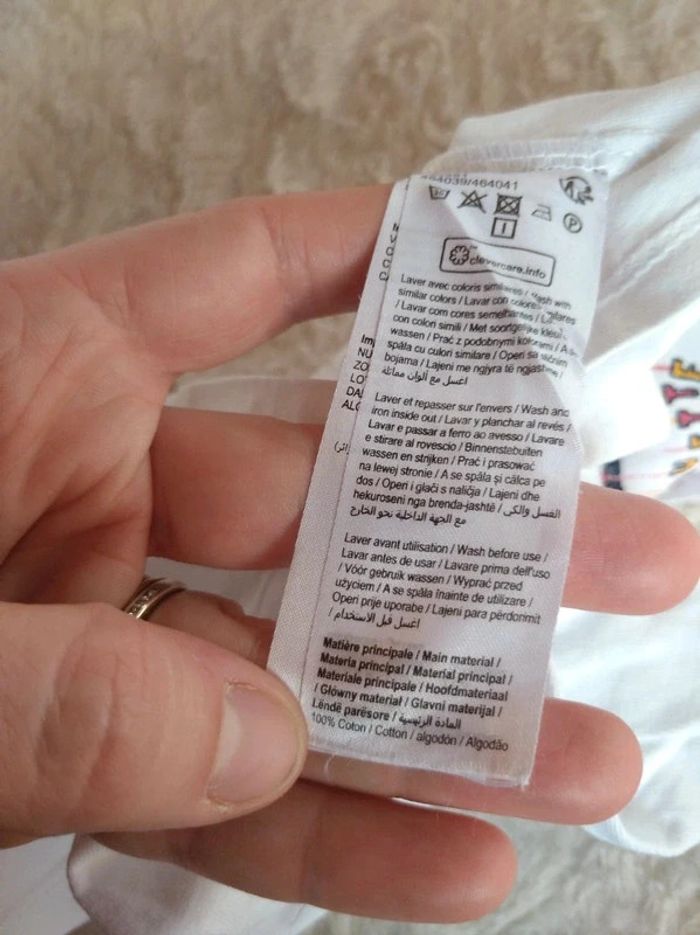 464039/464041
30
P
clevercare.info
Laver avec coloris similaires / Wash with
similar colors / Lavar con colores similares
/ Lavar com cores semelhantes /
con colori simili / Met soortgelijke kleur
wassen / Prać z podobnymi kolorami / A se
spăla cu culori similare / Operi sa sličnim
bojama / Lajeni me ngjyra të ngjashme /
اغسل مع ألوان مماثلة
Laver et repasser sur l'envers / Wash and
iron inside out / Lavar y planchar al revés /
Lavar e passar a ferro ao avesso / Lavare
e stirare al rovescio / Binnenstebuiten
wassen en strijken / Prać i prasować
na lewej stronie / A se spăla și călca pe
dos / Operi i glači s naličja / Lajeni dhe
hekuroseni nga brenda-jashtë / الغسل والكي
مع الجهة الداخلية نحو الخارج
Laver avant utilisation / Wash before use /
Lavar antes de usar / Lavare prima dell'uso
/ Vóór gebruik wassen / Wyprać przed
użyciem / A se spăla înainte de utilizare /
Operi prije uporabe / Lajeni para përdorimit
/ اغسل قبل الاستخدام
Matière principale / Main material /
Materia principal / Material principal /
Materiale principale / Hoofdmateriaal
/ Główny materiał / Glavni materijal /
Lëndë parësore / المادة الرئيسية
100% Coton / Cotton / algodón / Algodão